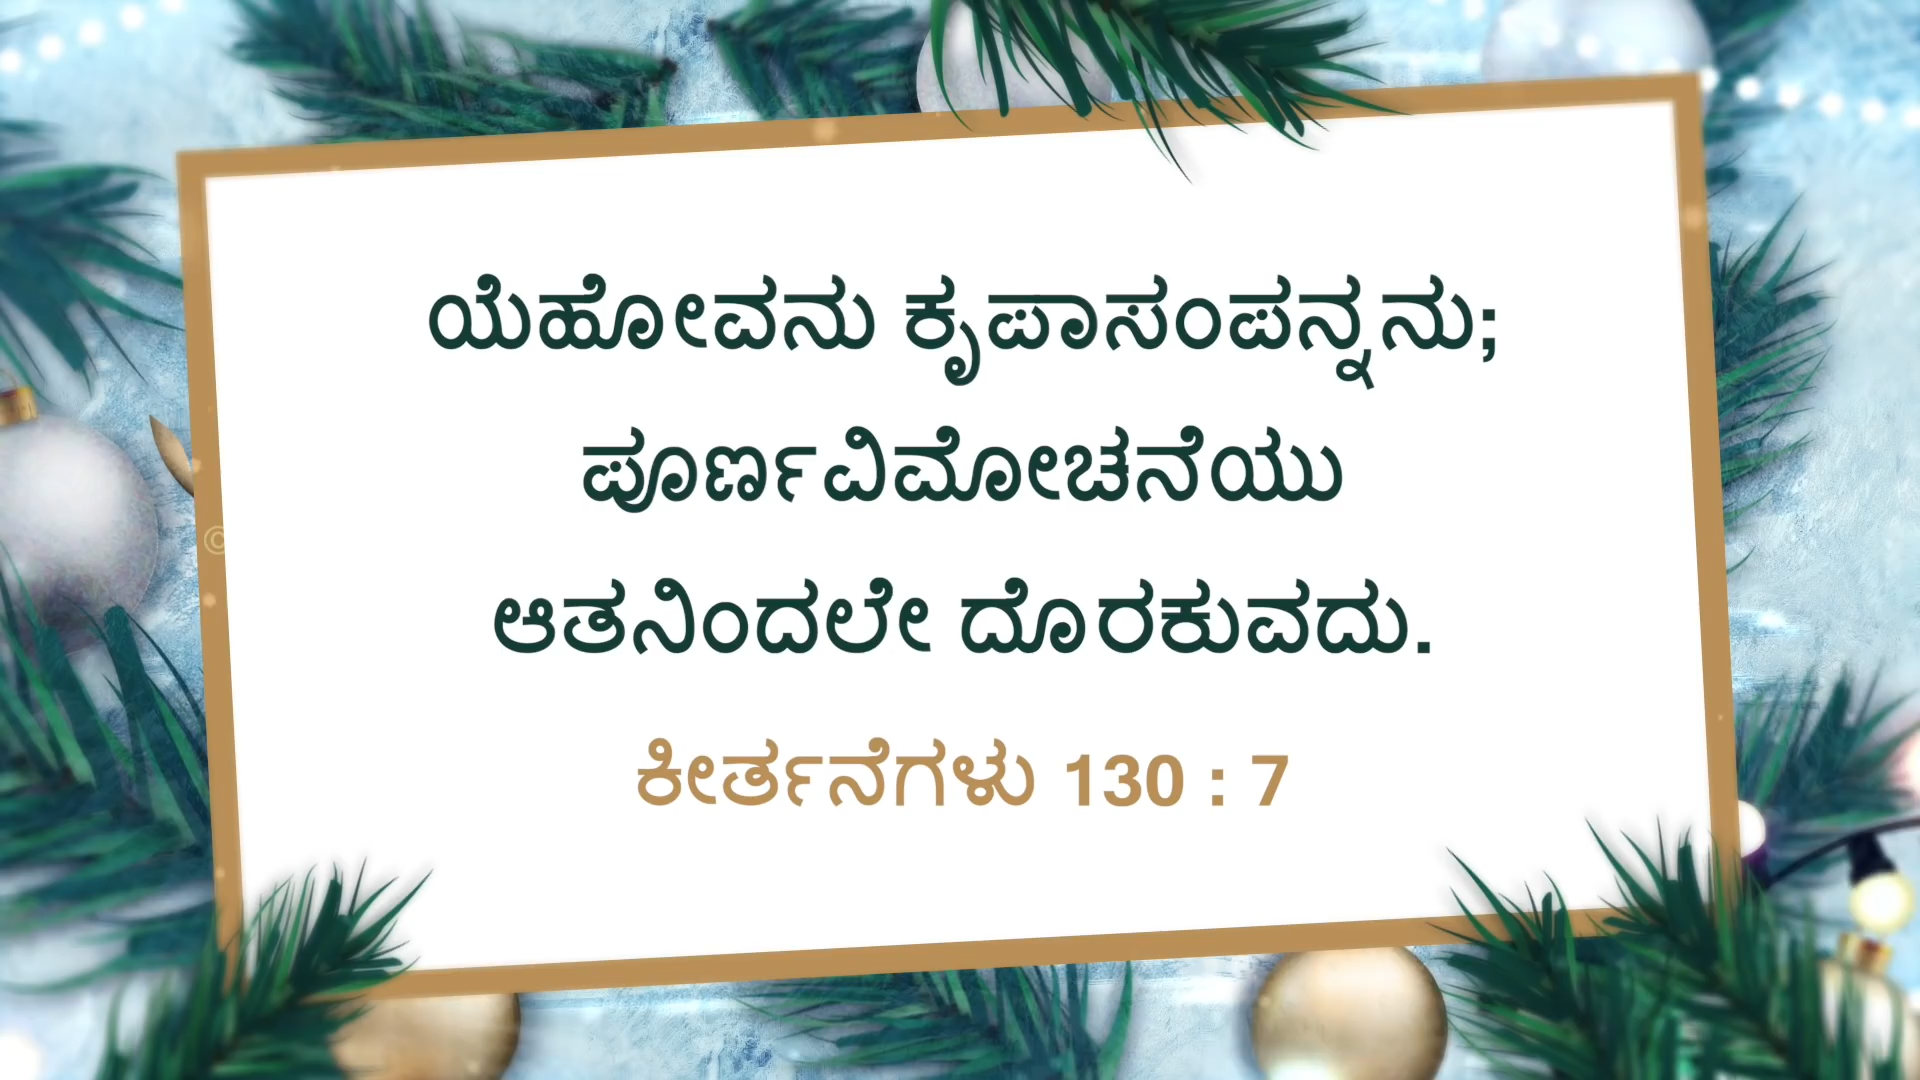 ಯೆಹೋವನು ಕೃಪಾಸಂಪನ್ನನು;
ಪೂರ್ಣವಿಮೋಚನೆಯು
ಆತನಿಂದಲೇ ದೊರಕುವದು.
ಕೀರ್ತನೆಗಳು 130 : 7
©